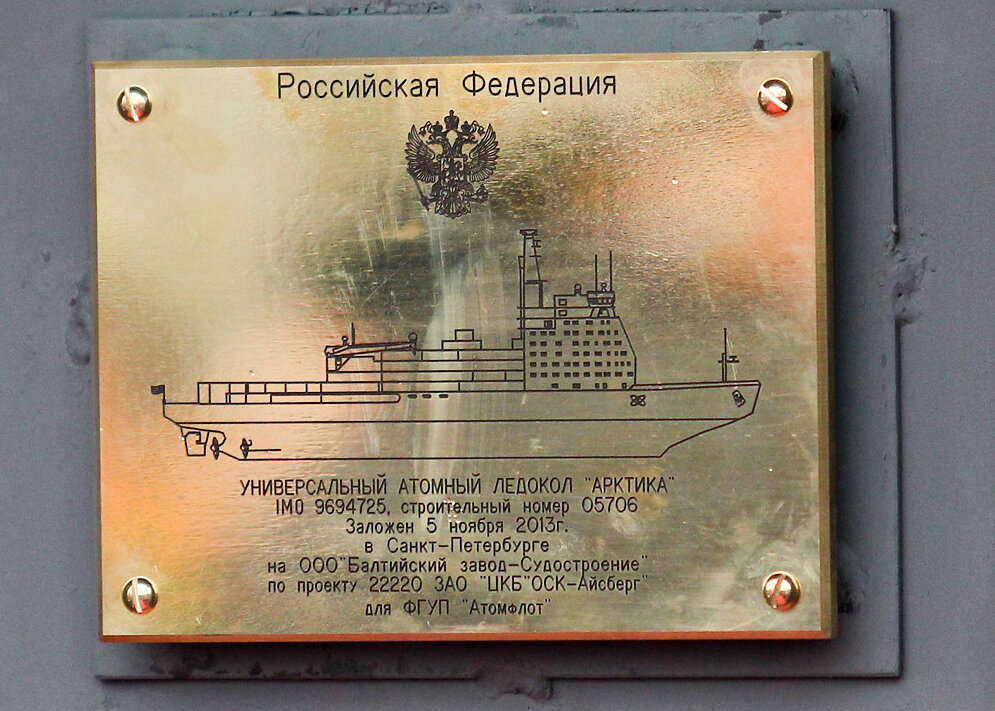 Российская Федерация
УНИВЕРСАЛЬНЫЙ АТОМНЫЙ ЛЕДОКОЛ "АРКТИКА"
IMO 9694725, строительный номер 05706
Заложен 5 ноября 2013г.
в Санкт-Петербурге
на ООО"Балтийский завод-Судостроение"
по проекту 22220 ЗАО "ЦКБ"ОСК-Айсберг"
для ФГУП "Атомфлот"